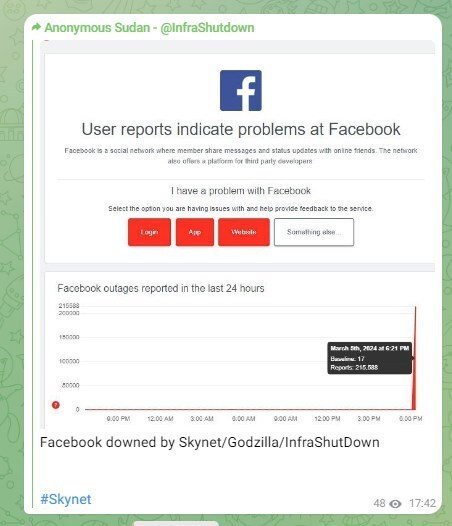 Anonymous Sudan - @InfraShutdown
f
User reports indicate problems at Facebook
Facebook is a social network where member share messages and status updates with online friends. The network
also offers a platform for third party developers
I have a problem with Facebook
Select the option you are having issues with and help provide feedback to the service
Login App Website Something else...
Facebook outages reported in the last 24 hours
215588
200000
150000
March 5th, 2024 at 6:21 PM
Baseline: 17
100000
Reports: 215,588
50000
?
0
9:00 PM 12:00 AM 3:00 AM 6:00 AM 9:00 AM 12:00 PM 3:00 PM 6:00 PM
Facebook downed by Skynet/Godzilla/InfraShutDown
#Skynet
48 17:42